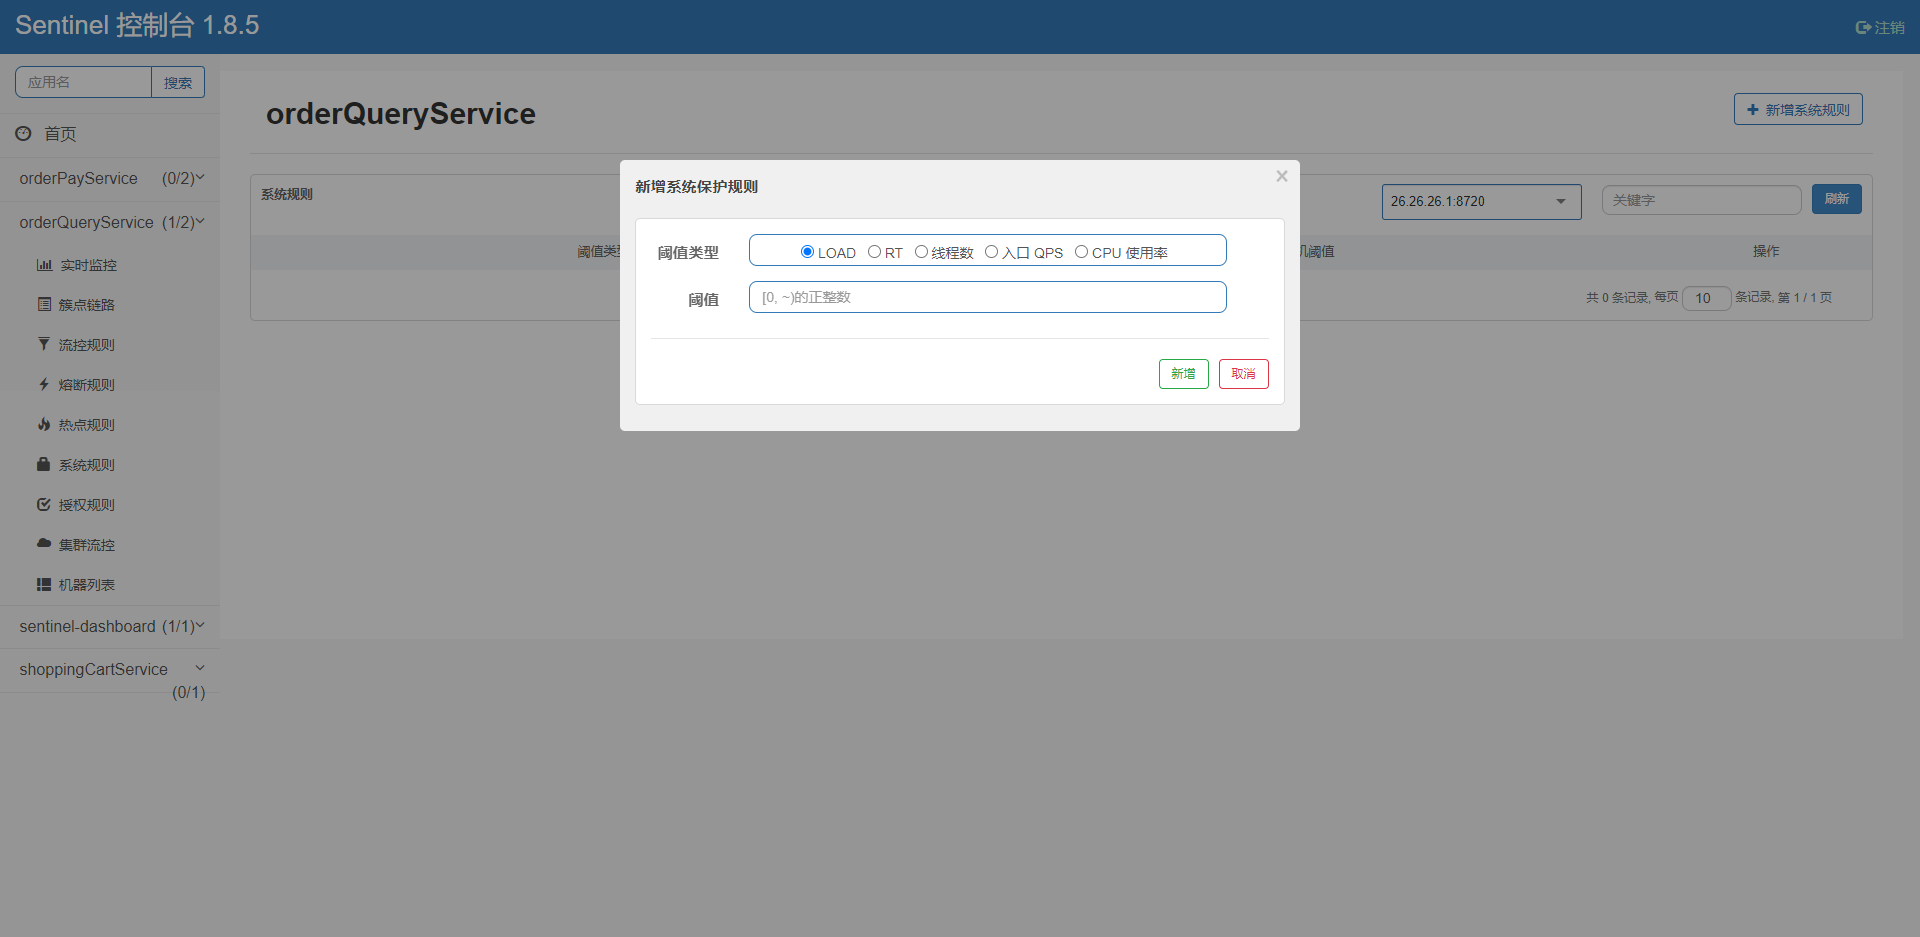 Sentinel 控制台 1.8.5
注销
应用名 搜索
首页
orderPayService (0/2)
orderQueryService (1/2)
实时监控
簇点链路
流控规则
熔断规则
热点规则
系统规则
授权规则
集群流控
机器列表
sentinel-dashboard (1/1)
shoppingCartService
(0/1)
orderQueryService
新增系统规则
系统规则
26.26.26.1:8720
关键字
刷新
阈值类
机阈值
操作
共 0 条记录, 每页 10 条记录, 第 1 / 1 页
新增系统保护规则
×
阈值类型 LOAD RT 线程数 入口 QPS CPU 使用率
阈值 [0, ~)的正整数
新增 取消